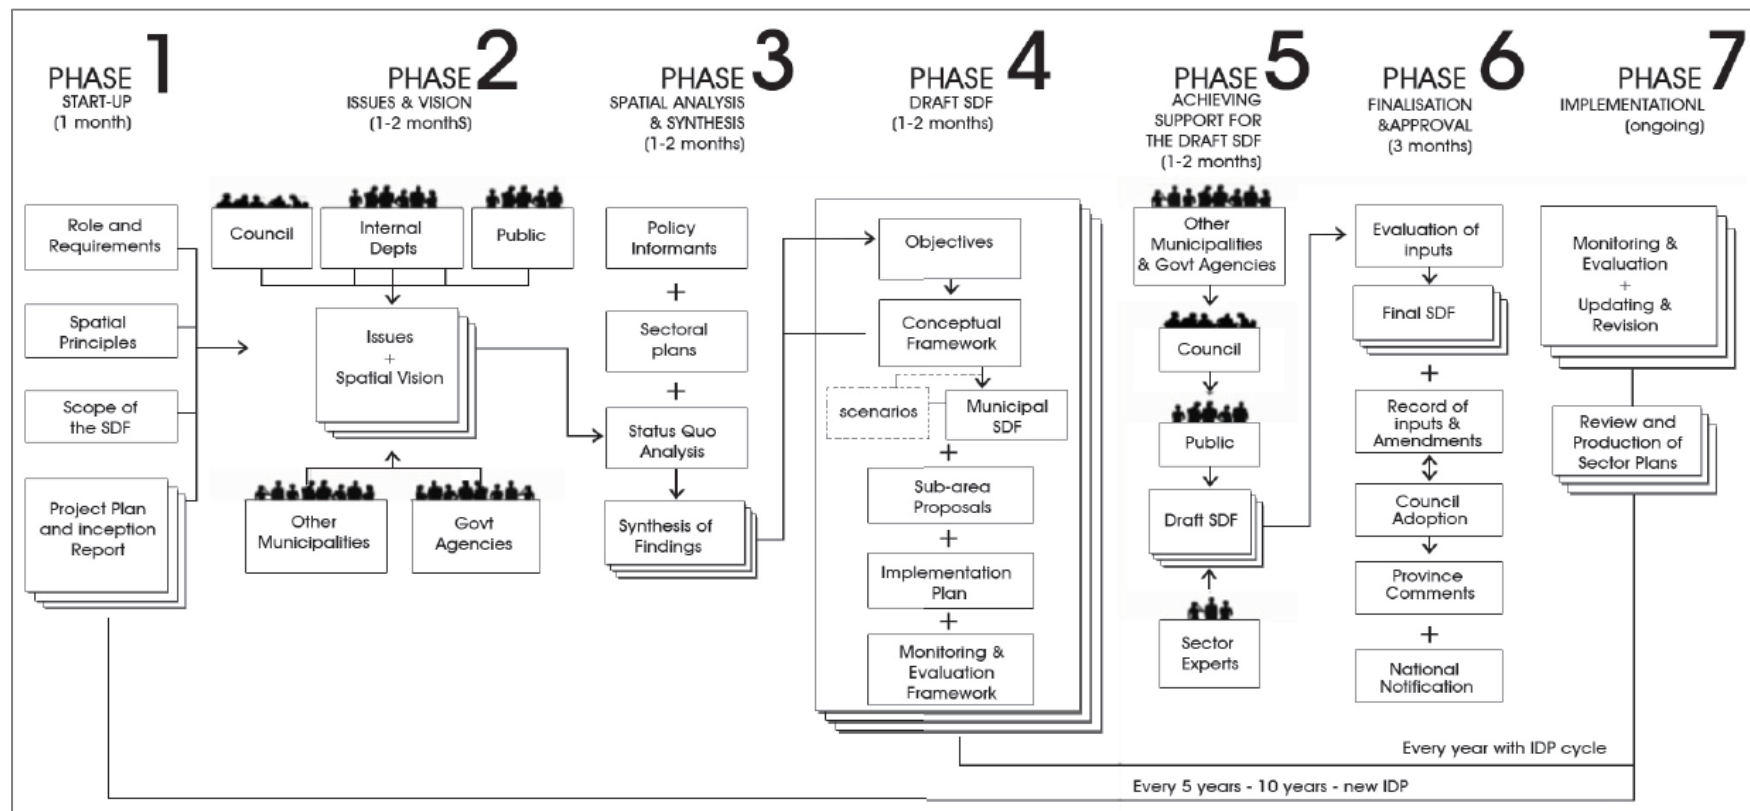 PHASE 1
START-UP
(1 month)
Role and
Requirements
Spatial
Principles
Scope of
the SDF
Project Plan
and inception
Report
PHASE 2
ISSUES & VISION
(1-2 monthS)
Council
Internal
Depts
Public
Issues
+
Spatial Vision
Other
Municipalities
Govt
Agencies
PHASE 3
SPATIAL ANALYSIS
& SYNTHESIS
(1-2 months)
Policy
Informants
+
Sectoral
plans
+
Status Quo
Analysis
Synthesis of
Findings
PHASE 4
DRAFT SDF
(1-2 months)
Objectives
Conceptual
Framework
scenarios
Municipal
SDF
+
Sub-area
Proposals
+
Implementation
Plan
+
Monitoring &
Evaluation
Framework
PHASE 5
ACHIEVING
SUPPORT FOR
THE DRAFT SDF
(1-2 months)
Other
Municipalities
& Govt Agencies
Council
Public
Draft SDF
Sector
Experts
PHASE 6
FINALISATION
&APPROVAL
(3 months)
Evaluation of
inputs
Final SDF
+
Record of
inputs &
Amendments
Council
Adoption
Province
Comments
+
National
Notification
PHASE 7
IMPLEMENTATIONL
(ongoing)
Monitoring &
Evaluation
+
Updating &
Revision
Review and
Production of
Sector Plans
Every year with IDP cycle
Every 5 years - 10 years - new IDP